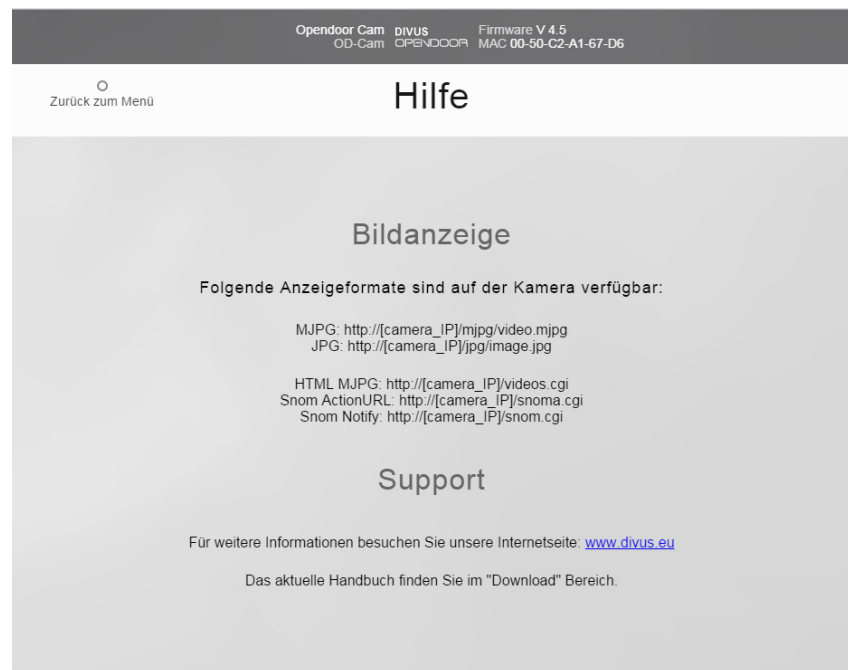 Opendoor Cam DIVUS Firmware V 4.5
OD-Cam OPENDOOR MAC 00-50-C2-A1-67-D6
Zurück zum Menü
Hilfe
Bildanzeige
Folgende Anzeigeformate sind auf der Kamera verfügbar:
MJPG: http://[camera_IP]/mjpg/video.mjpg
JPG: http://[camera_IP]/jpg/image.jpg
HTML MJPG: http://[camera_IP]/videos.cgi
Snom ActionURL: http://[camera_IP]/snoma.cgi
Snom Notify: http://[camera_IP]/snom.cgi
Support
Für weitere Informationen besuchen Sie unsere Internetseite: www.divus.eu
Das aktuelle Handbuch finden Sie im "Download" Bereich.